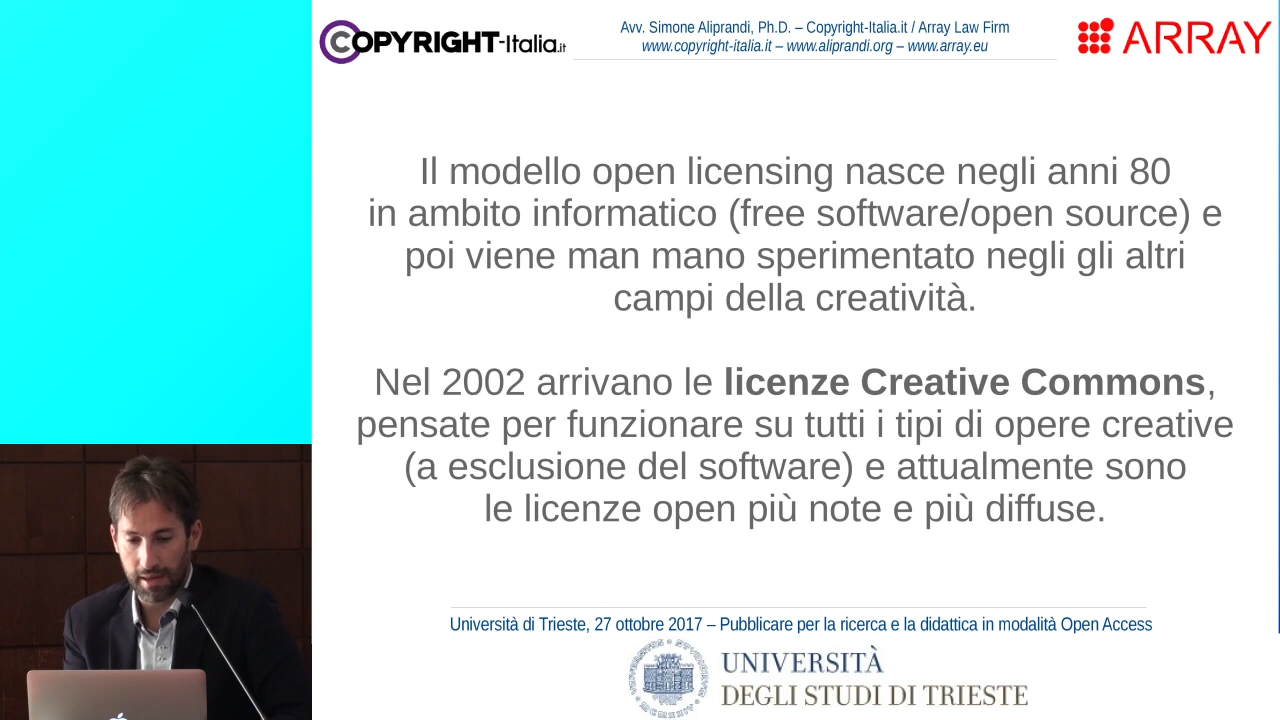 COPYRIGHT-Italia.it
Avv. Simone Aliprandi, Ph.D. – Copyright-Italia.it / Array Law Firm
www.copyright-italia.it – www.aliprandi.org – www.array.eu
ARRAY
Il modello open licensing nasce negli anni 80
in ambito informatico (free software/open source) e
poi viene man mano sperimentato negli gli altri
campi della creatività.
Nel 2002 arrivano le licenze Creative Commons,
pensate per funzionare su tutti i tipi di opere creative
(a esclusione del software) e attualmente sono
le licenze open più note e più diffuse.
Università di Trieste, 27 ottobre 2017 – Pubblicare per la ricerca e la didattica in modalità Open Access
UNIVERSITÀ
DEGLI STUDI DI TRIESTE